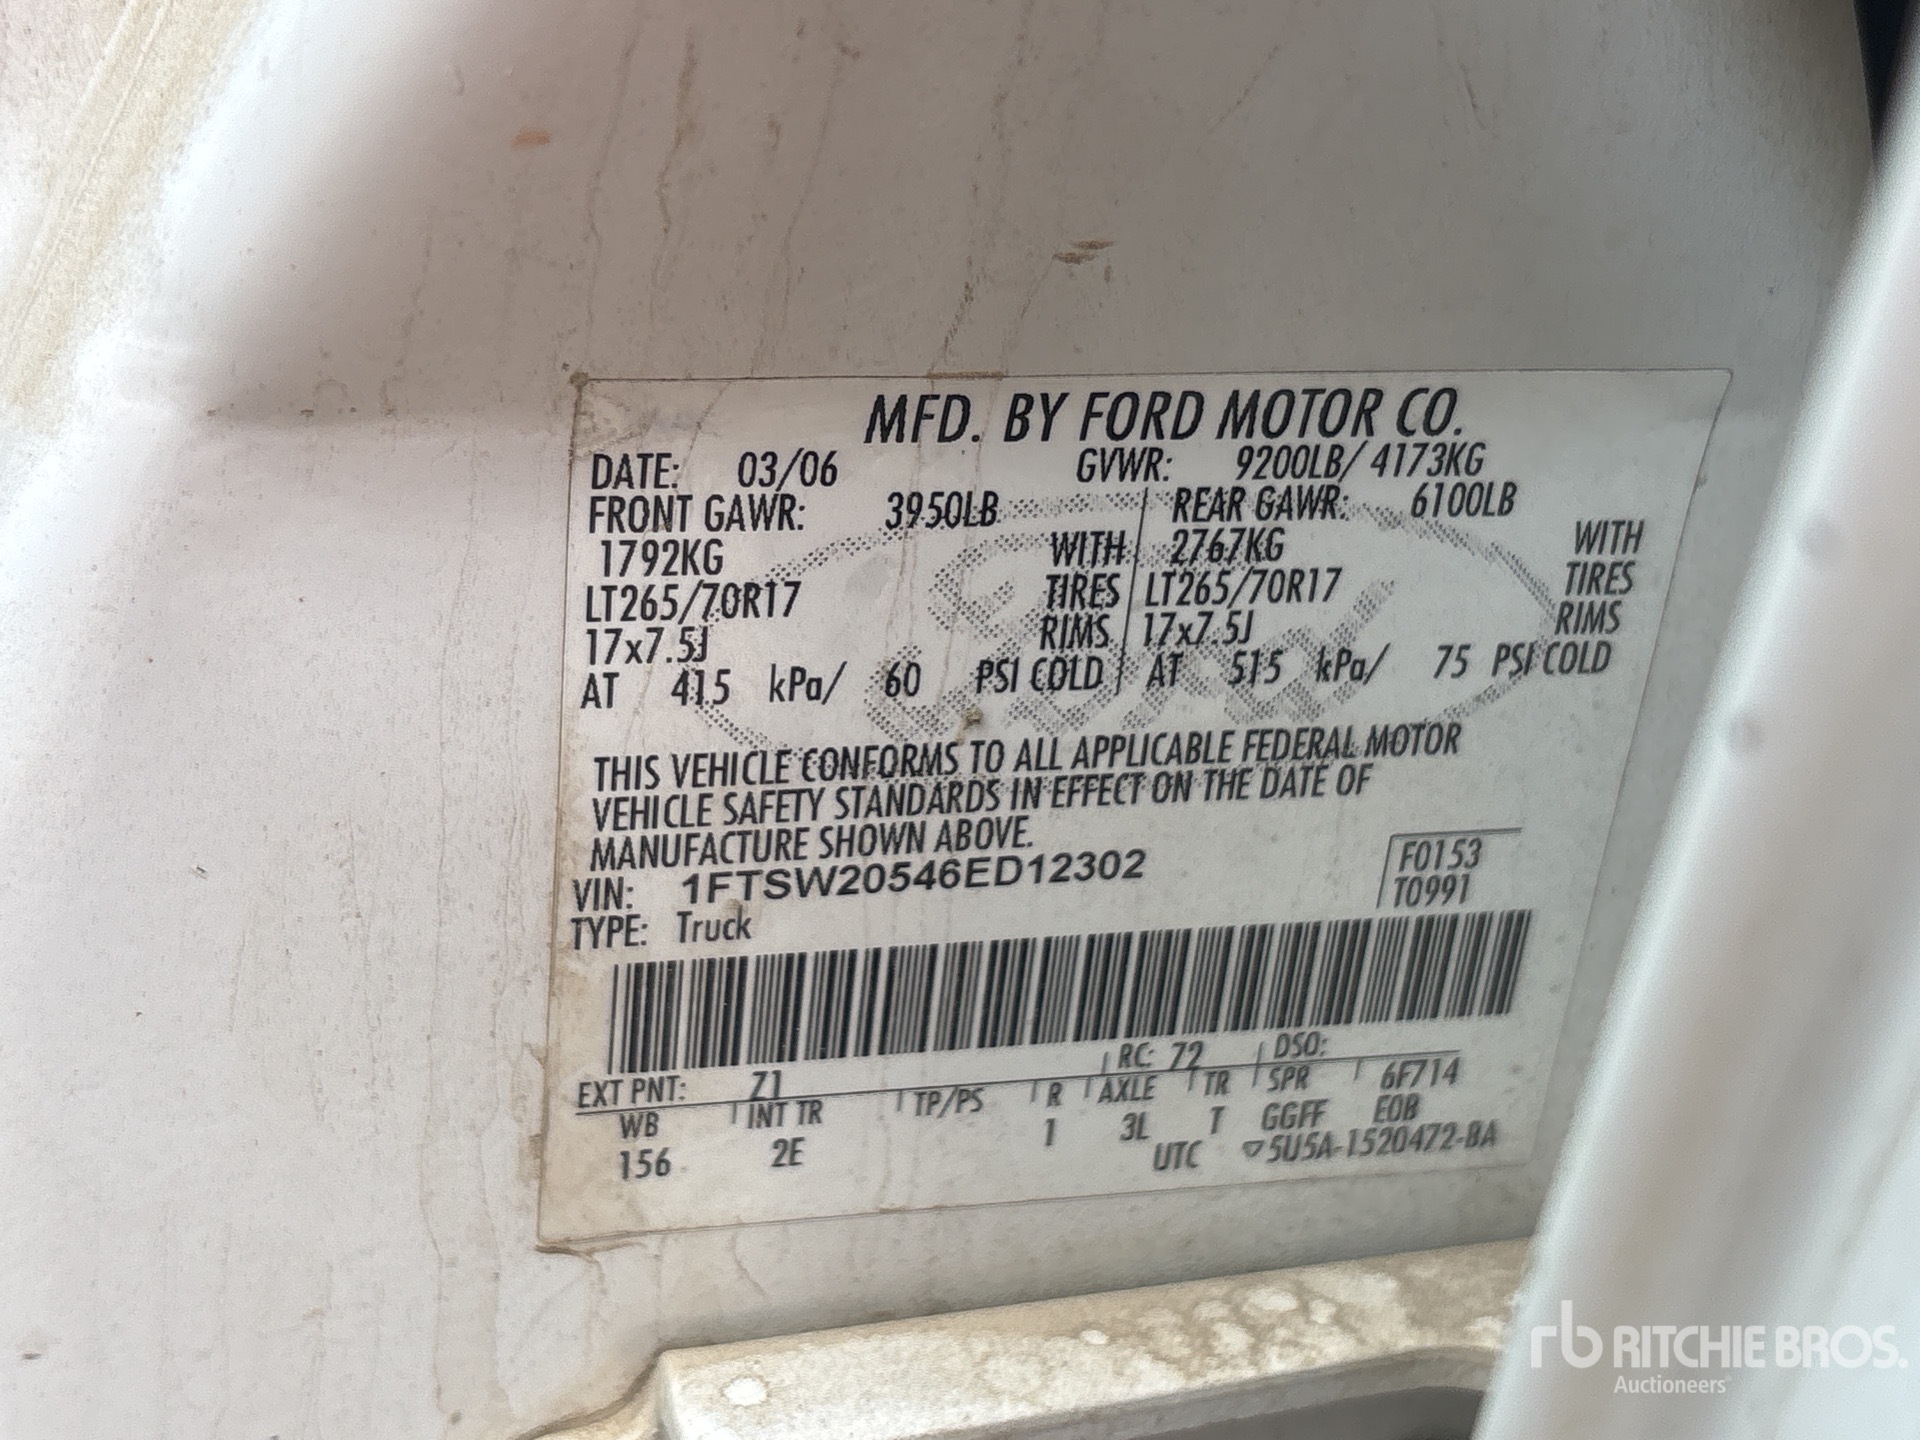 MFD. BY FORD MOTOR CO.
DATE: 03/06 GVWR: 9200LB/ 4173KG
FRONT GAWR: 3950LB REAR GAWR: 6100LB
1792KG WITH 2767KG WITH
LT265/70R17 TIRES LT265/70R17 TIRES
17x7.5J RIMS 17x7.5J RIMS
AT 415 kPa/ 60 PSI COLD AT 515 kPa/ 75 PSI COLD
THIS VEHICLE CONFORMS TO ALL APPLICABLE FEDERAL MOTOR
VEHICLE SAFETY STANDARDS IN EFFECT ON THE DATE OF
MANUFACTURE SHOWN ABOVE.
F0153
VIN: 1FTSW20546ED12302
T0991
TYPE: Truck
EXT PNT: Z1 RC: 72 DSO:
WB INT TR TP/PS R AXLE TR SPR 6F714
156 2E 1 3L T GGFF E0B
UTC ▽5U5A-1520472-BA
rb RITCHIE BROS.
Auctioneers